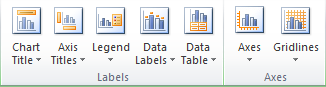 Chart Title
Axis Titles
Legend
Data Labels
Data Table
Axes
Gridlines
Labels
Axes